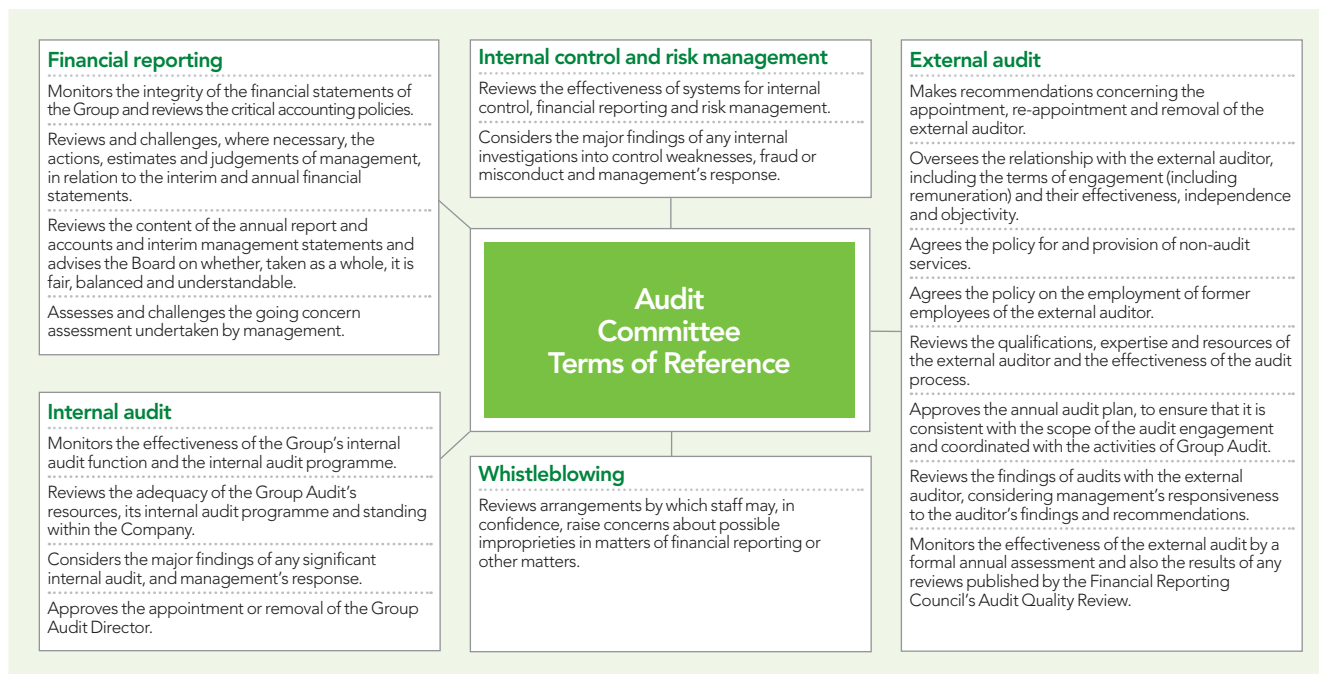 Financial reporting
Monitors the integrity of the financial statements of
the Group and reviews the critical accounting policies.
Reviews and challenges, where necessary, the
actions, estimates and judgements of management,
in relation to the interim and annual financial
statements.
Reviews the content of the annual report and
accounts and interim management statements and
advises the Board on whether, taken as a whole, it is
fair, balanced and understandable.
Assesses and challenges the going concern
assessment undertaken by management.
Internal audit
Monitors the effectiveness of the Group's internal
audit function and the internal audit programme.
Reviews the adequacy of the Group Audit's
resources, its internal audit programme and standing
within the Company.
Considers the major findings of any significant
internal audit, and management's response.
Approves the appointment or removal of the Group
Audit Director.
Internal control and risk management
Reviews the effectiveness of systems for internal
control, financial reporting and risk management.
Considers the major findings of any internal
investigations into control weaknesses, fraud or
misconduct and management's response.
Audit
Committee
Terms of Reference
Whistleblowing
Reviews arrangements by which staff may, in
confidence, raise concerns about possible
improprieties in matters of financial reporting or
other matters.
External audit
Makes recommendations concerning the
appointment, re-appointment and removal of the
external auditor.
Oversees the relationship with the external auditor,
including the terms of engagement (including
remuneration) and their effectiveness, independence
and objectivity.
Agrees the policy for and provision of non-audit
services.
Agrees the policy on the employment of former
employees of the external auditor.
Reviews the qualifications, expertise and resources of
the external auditor and the effectiveness of the audit
process.
Approves the annual audit plan, to ensure that it is
consistent with the scope of the audit engagement
and coordinated with the activities of Group Audit.
Reviews the findings of audits with the external
auditor, considering management's responsiveness
to the auditor's findings and recommendations.
Monitors the effectiveness of the external audit by a
formal annual assessment and also the results of any
reviews published by the Financial Reporting
Council's Audit Quality Review.